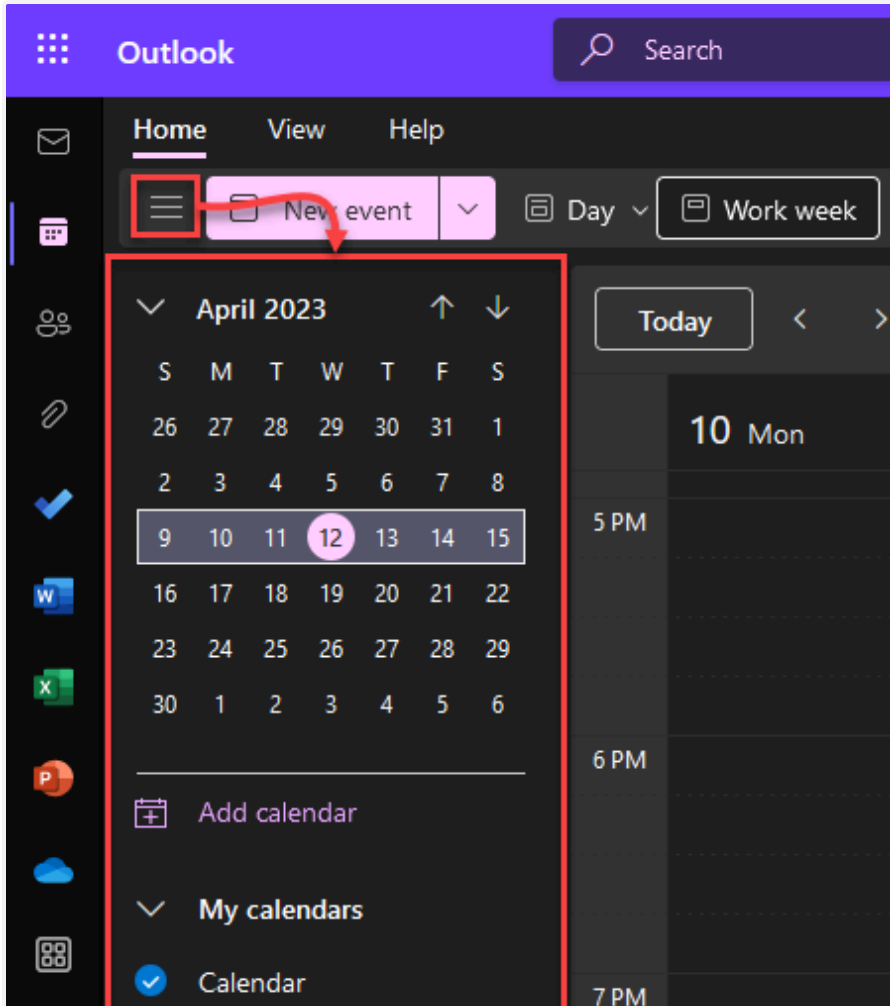 Outlook
Search
Home View Help
New event Day Work week
April 2023
S M T W T F S
26 27 28 29 30 31 1
2 3 4 5 6 7 8
9 10 11 12 13 14 15
16 17 18 19 20 21 22
23 24 25 26 27 28 29
30 1 2 3 4 5 6
Add calendar
My calendars
Calendar
Today
10 Mon
5 PM
6 PM
7 PM
W
X
P